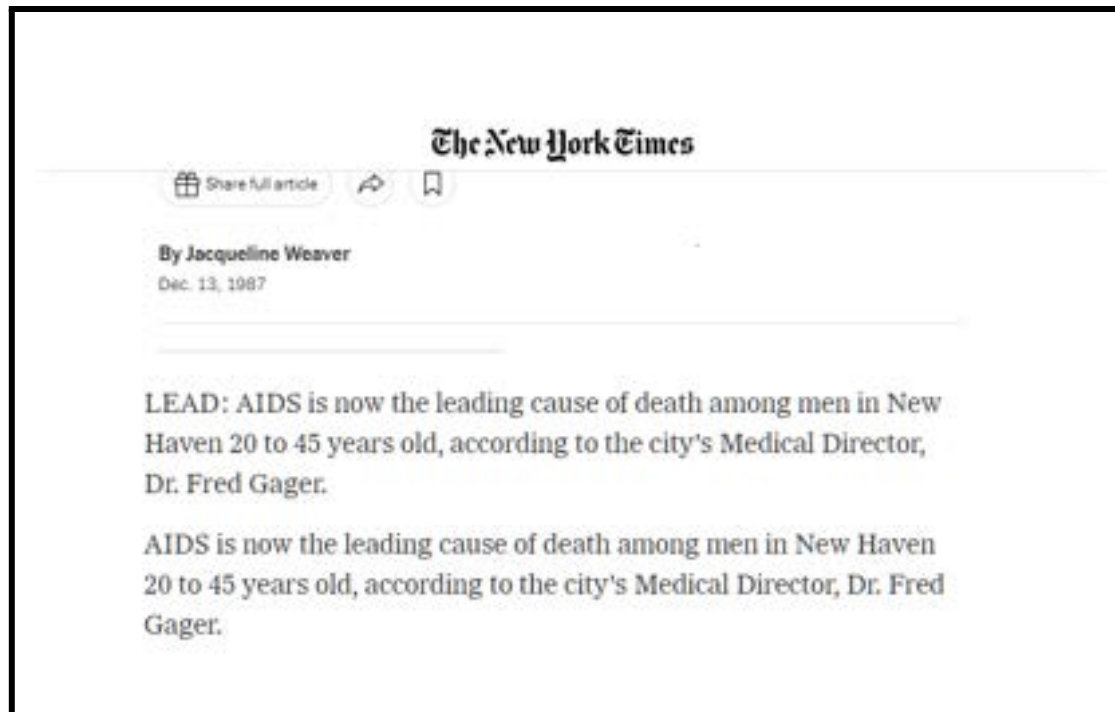 The New York Times
Share full article
By Jacqueline Weaver
Dec. 13, 1987
LEAD: AIDS is now the leading cause of death among men in New
Haven 20 to 45 years old, according to the city's Medical Director,
Dr. Fred Gager.
AIDS is now the leading cause of death among men in New Haven
20 to 45 years old, according to the city's Medical Director, Dr. Fred
Gager.